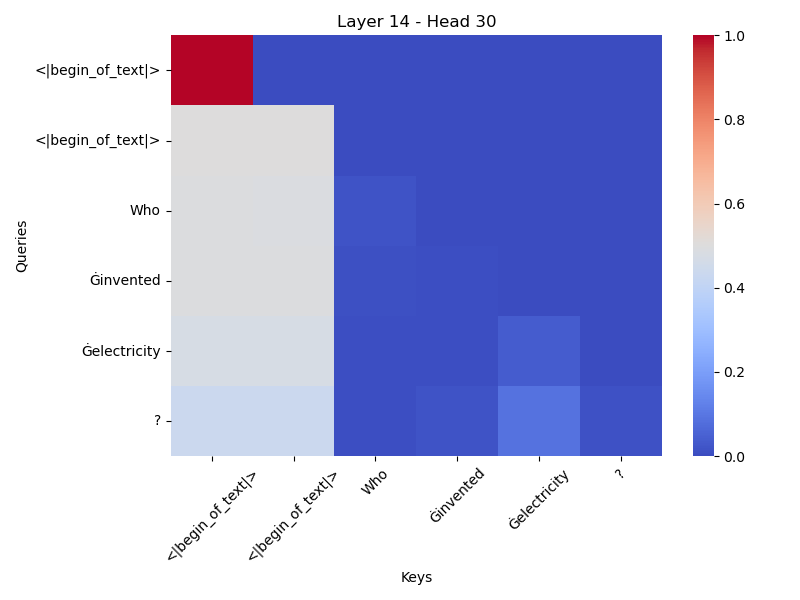 Layer 14 - Head 30
<|begin_of_text|>
<|begin_of_text|>
Who
Ġinvented
Ġelectricity
?
Queries
<|begin_of_text|>
<|begin_of_text|>
Who
Ġinvented
Ġelectricity
?
Keys
1.0
0.8
0.6
0.4
0.2
0.0